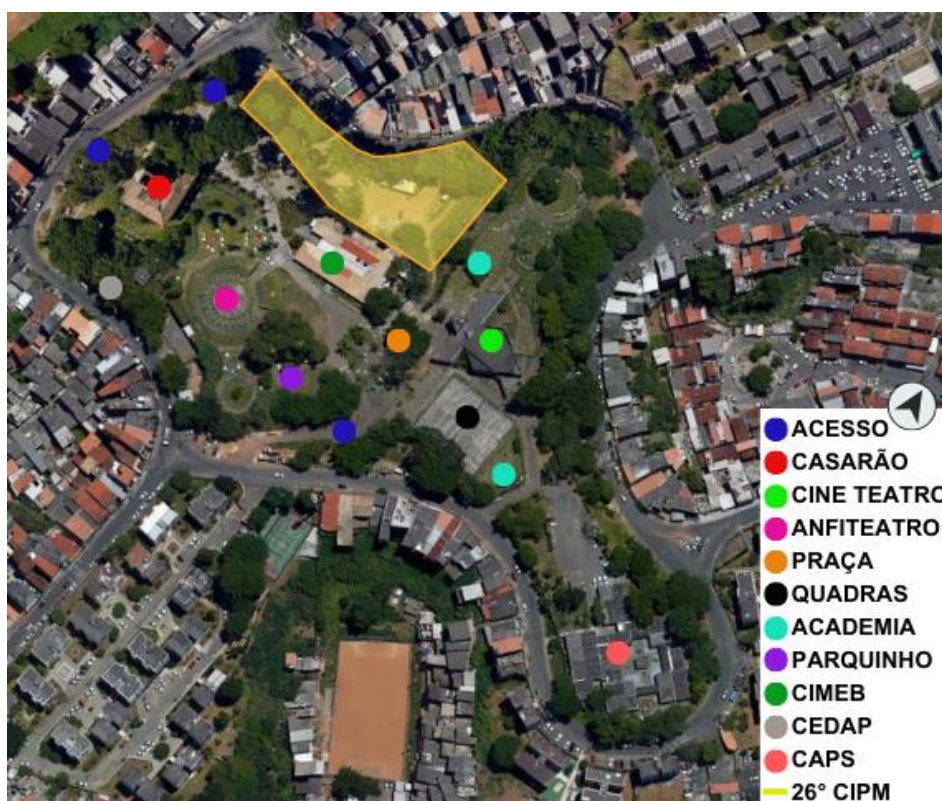 ACESSO
CASARÃO
CINE TEATRO
ANFITEATRO
PRAÇA
QUADRAS
ACADEMIA
PARQUINHO
CIMEB
CEDAP
CAPS
26° CIPM